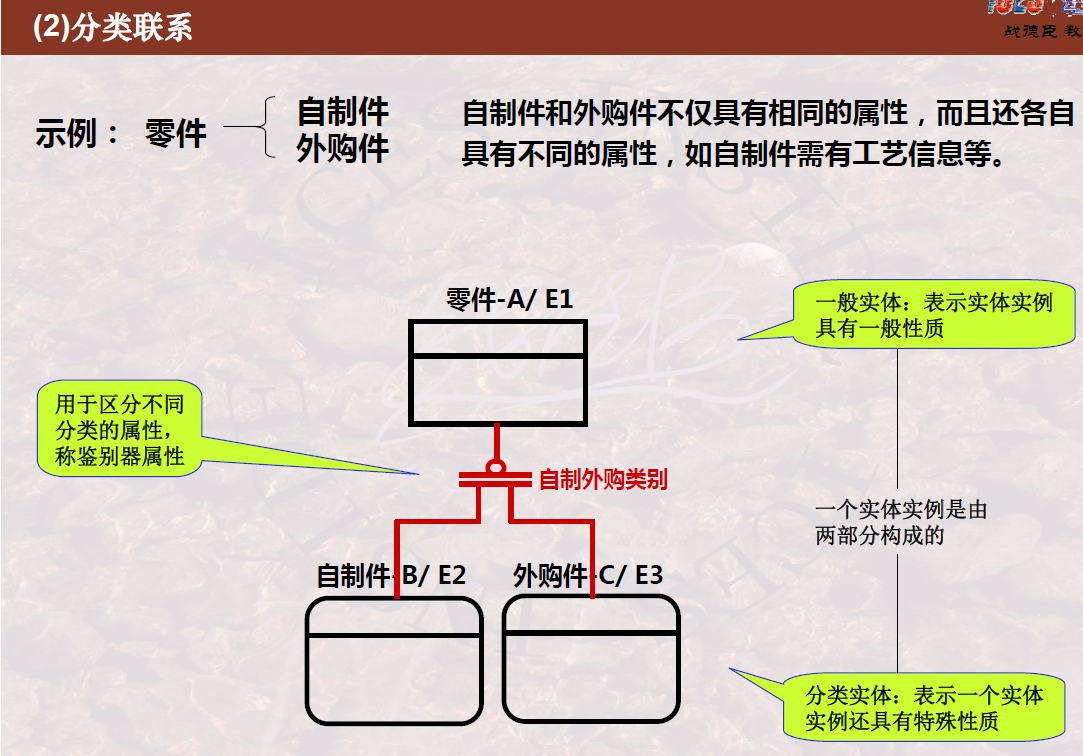 (2)分类联系
战德臣 教
示例： 零件
自制件
外购件
自制件和外购件不仅具有相同的属性，而且还各自
具有不同的属性，如自制件需有工艺信息等。
零件-A/ E1
一般实体：表示实体实例
具有一般性质
用于区分不同
分类的属性，
称鉴别器属性
自制外购类别
一个实体实例是由
两部分构成的
自制件-B/ E2
外购件-C/ E3
分类实体：表示一个实体
实例还具有特殊性质